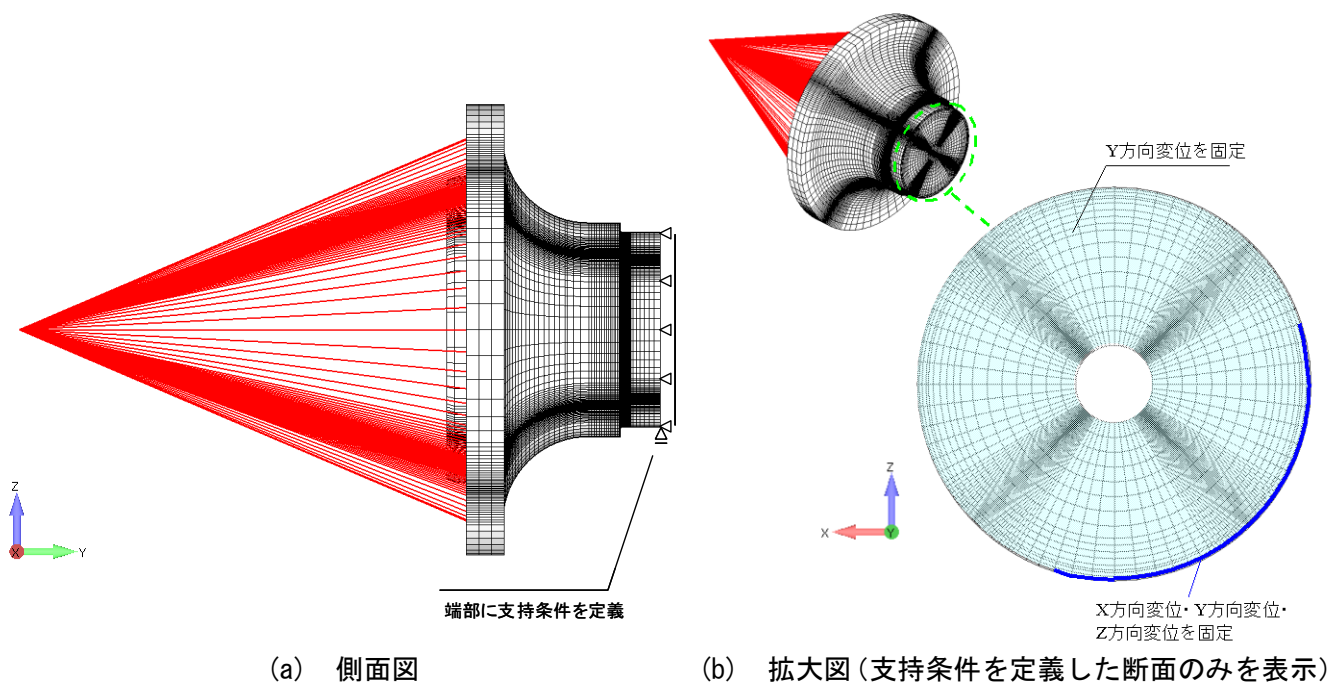 Z
X
Y
端部に支持条件を定義
(a) 側面図
Y方向変位を固定
Z
X
Y
X方向変位・Y方向変位・
Z方向変位を固定
(b) 拡大図(支持条件を定義した断面のみを表示)